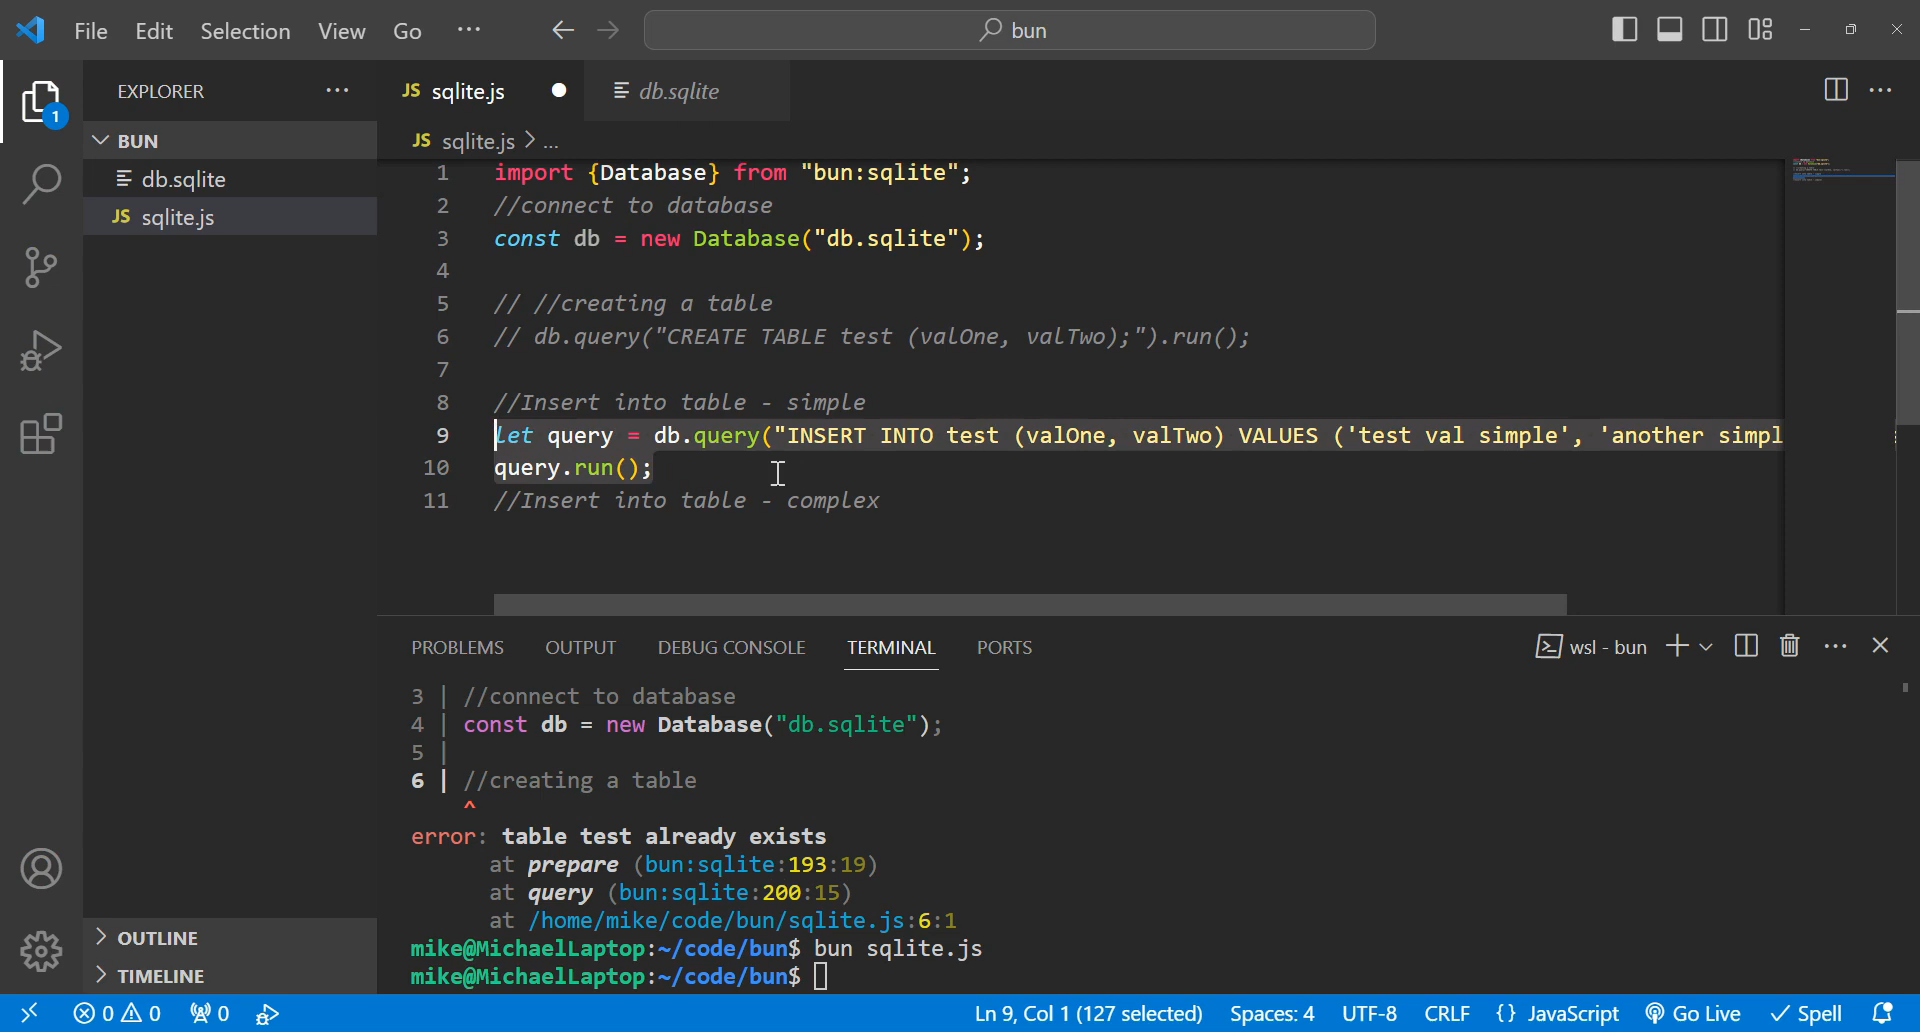 File Edit Selection View Go ···
bun
EXPLORER ···
BUN
db.sqlite
JS sqlite.js
1
JS sqlite.js
db.sqlite
JS sqlite.js > ...
1 import {Database} from "bun:sqlite";
2 //connect to database
3 const db = new Database("db.sqlite");
4
5 // //creating a table
6 // db.query("CREATE TABLE test (valOne, valTwo);").run();
7
8 //Insert into table - simple
9 let query = db.query("INSERT INTO test (valOne, valTwo) VALUES ('test val simple', 'another simpl
10 query.run();
11 //Insert into table - complex
PROBLEMS OUTPUT DEBUG CONSOLE TERMINAL PORTS
wsl - bun
3 | //connect to database
4 | const db = new Database("db.sqlite");
5 |
6 | //creating a table
^
error: table test already exists
at prepare (bun:sqlite:193:19)
at query (bun:sqlite:200:15)
at /home/mike/code/bun/sqlite.js:6:1
mike@MichaelLaptop:~/code/bun$ bun sqlite.js
mike@MichaelLaptop:~/code/bun$
OUTLINE
TIMELINE
0 0 0
Ln 9, Col 1 (127 selected) Spaces: 4 UTF-8 CRLF {} JavaScript Go Live Spell